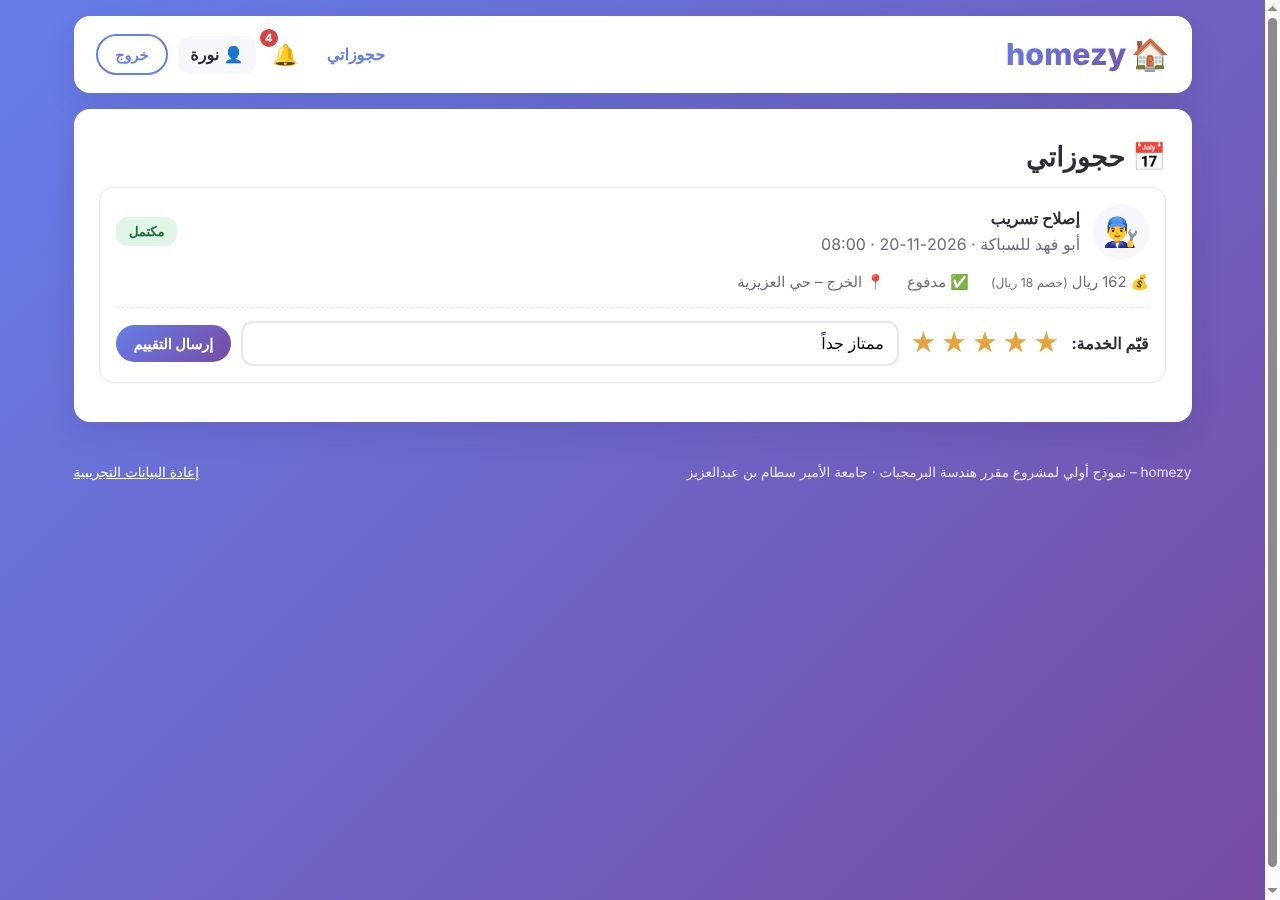 🏠 homezy
حجوزاتي
🔔 4
👤 نورة
خروج
📅 حجوزاتي
إصلاح تسريب
أبو فهد للسباكة · 2026-11-20 · 08:00
مكتمل
💰 162 ريال (خصم 18 ريال) ✅ مدفوع 📍 الخرج – حي العزيزية
قيّم الخدمة: ★ ★ ★ ★ ★
ممتاز جداً
إرسال التقييم
homezy – نموذج أولي لمشروع مقرر هندسة البرمجيات · جامعة الأمير سطام بن عبدالعزيز
إعادة البيانات التجريبية